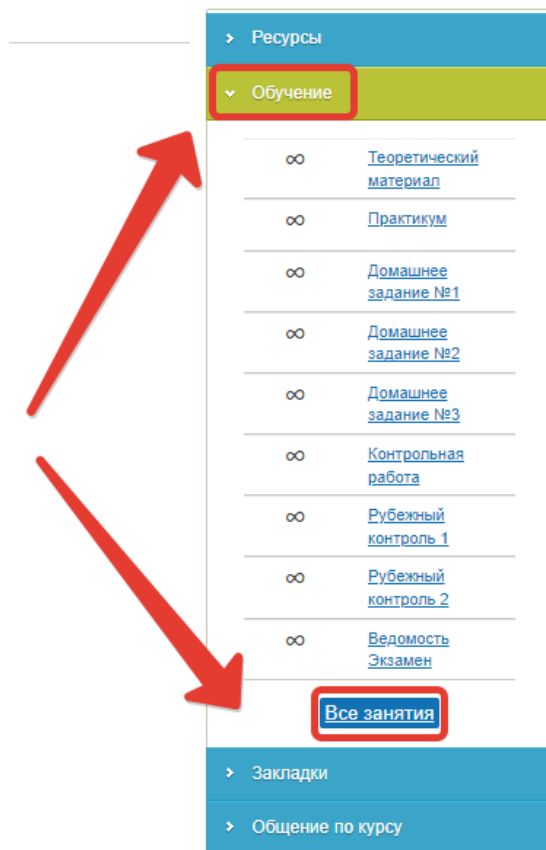 Ресурсы
Обучение
∞ Теоретический
материал
∞ Практикум
∞ Домашнее
задание №1
∞ Домашнее
задание №2
∞ Домашнее
задание №3
∞ Контрольная
работа
∞ Рубежный
контроль 1
∞ Рубежный
контроль 2
∞ Ведомость
Экзамен
Все занятия
Закладки
Общение по курсу